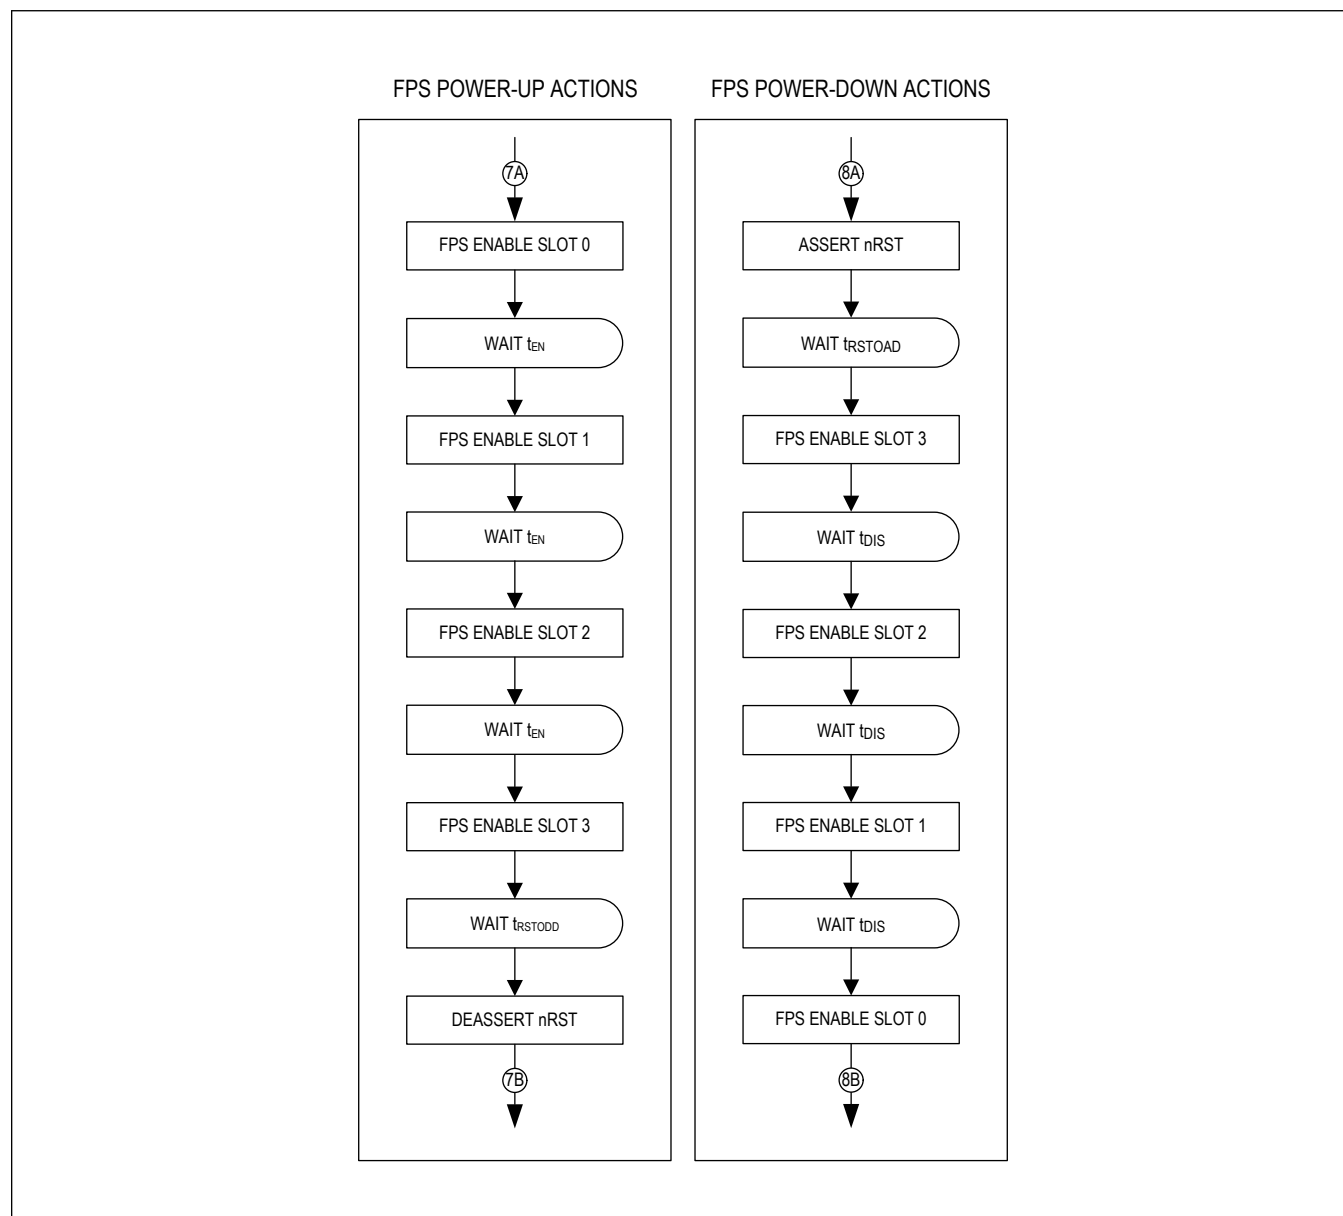 FPS POWER-UP ACTIONS
7A
FPS ENABLE SLOT 0
WAIT tEN
FPS ENABLE SLOT 1
WAIT tEN
FPS ENABLE SLOT 2
WAIT tEN
FPS ENABLE SLOT 3
WAIT tRSTODD
DEASSERT nRST
7B
FPS POWER-DOWN ACTIONS
8A
ASSERT nRST
WAIT tRSTOAD
FPS ENABLE SLOT 3
WAIT tDIS
FPS ENABLE SLOT 2
WAIT tDIS
FPS ENABLE SLOT 1
WAIT tDIS
FPS ENABLE SLOT 0
8B